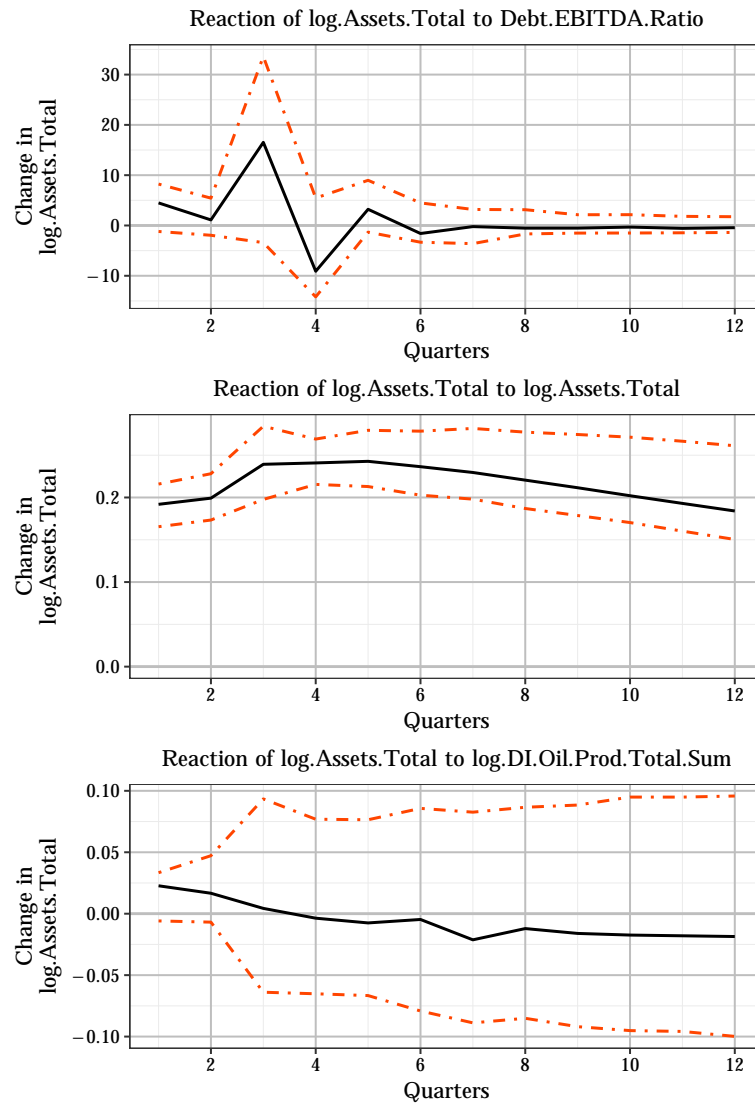 Reaction of log.Assets.Total to Debt.EBITDA.Ratio
Change in
log.Assets.Total
30
20
10
0
−10
2 4 6 8 10 12
Quarters
Reaction of log.Assets.Total to log.Assets.Total
Change in
log.Assets.Total
0.2
0.1
0.0
2 4 6 8 10 12
Quarters
Reaction of log.Assets.Total to log.DI.Oil.Prod.Total.Sum
Change in
log.Assets.Total
0.10
0.05
0.00
−0.05
−0.10
2 4 6 8 10 12
Quarters